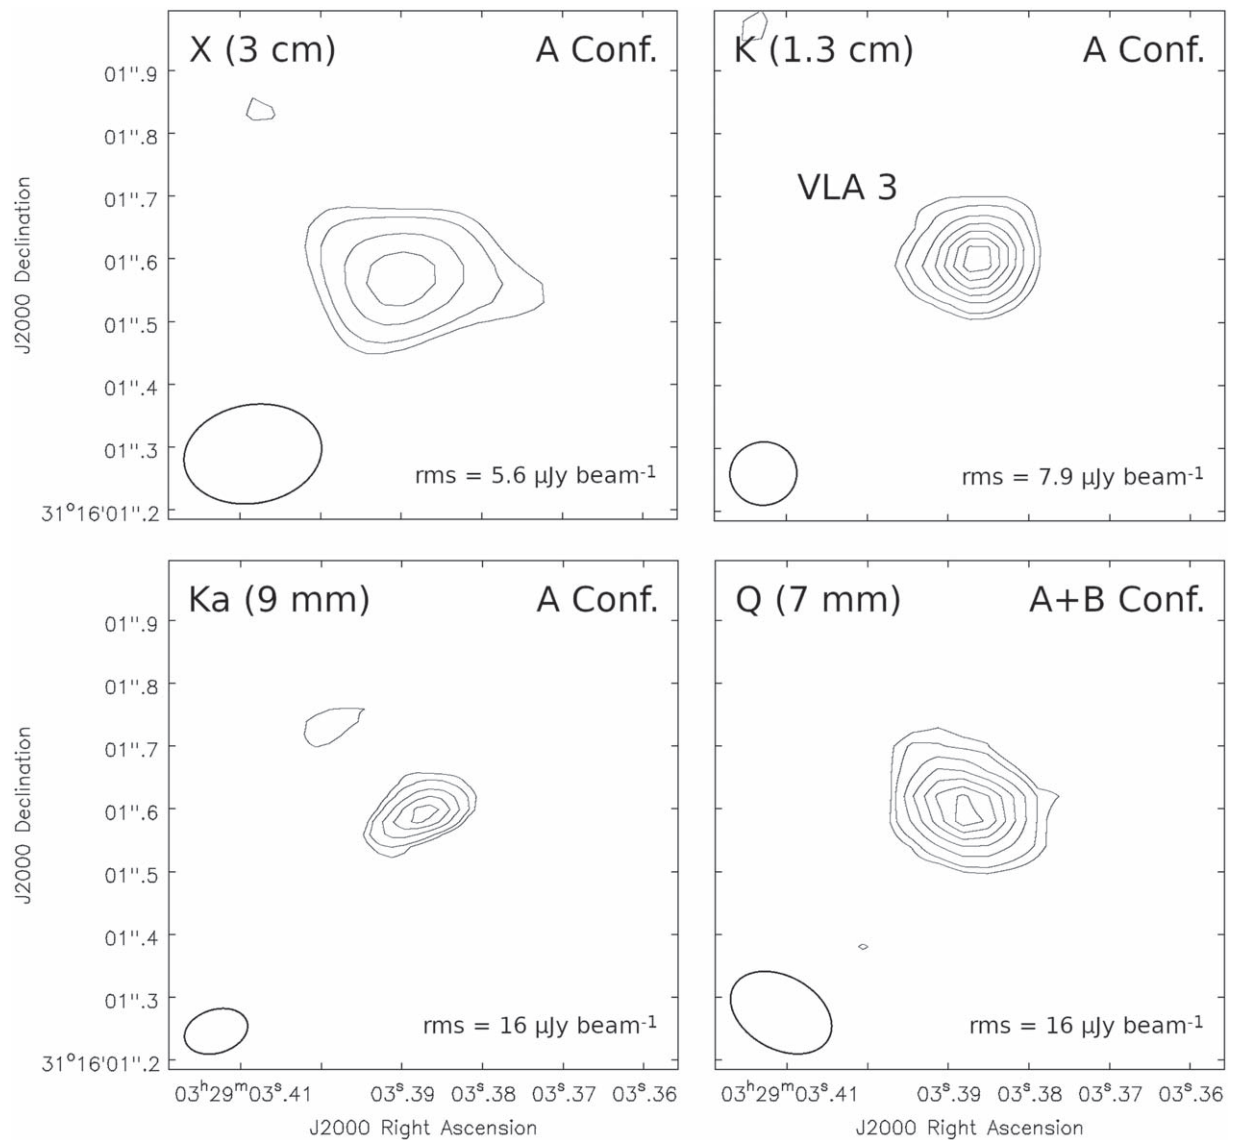 X (3 cm) A Conf.
K (1.3 cm) A Conf.
01".9
01".8
01".7
01".6
01".5
01".4
01".3
31°16'01".2
J2000 Declination
VLA 3
rms = 5.6 μJy beam-1
rms = 7.9 μJy beam-1
Ka (9 mm) A Conf.
Q (7 mm) A+B Conf.
01".9
01".8
01".7
01".6
01".5
01".4
01".3
31°16'01".2
J2000 Declination
rms = 16 μJy beam-1
rms = 16 μJy beam-1
03h29m03s.41 03s.39 03s.38 03s.37 03s.36
03h29m03s.41 03s.39 03s.38 03s.37 03s.36
J2000 Right Ascension
J2000 Right Ascension